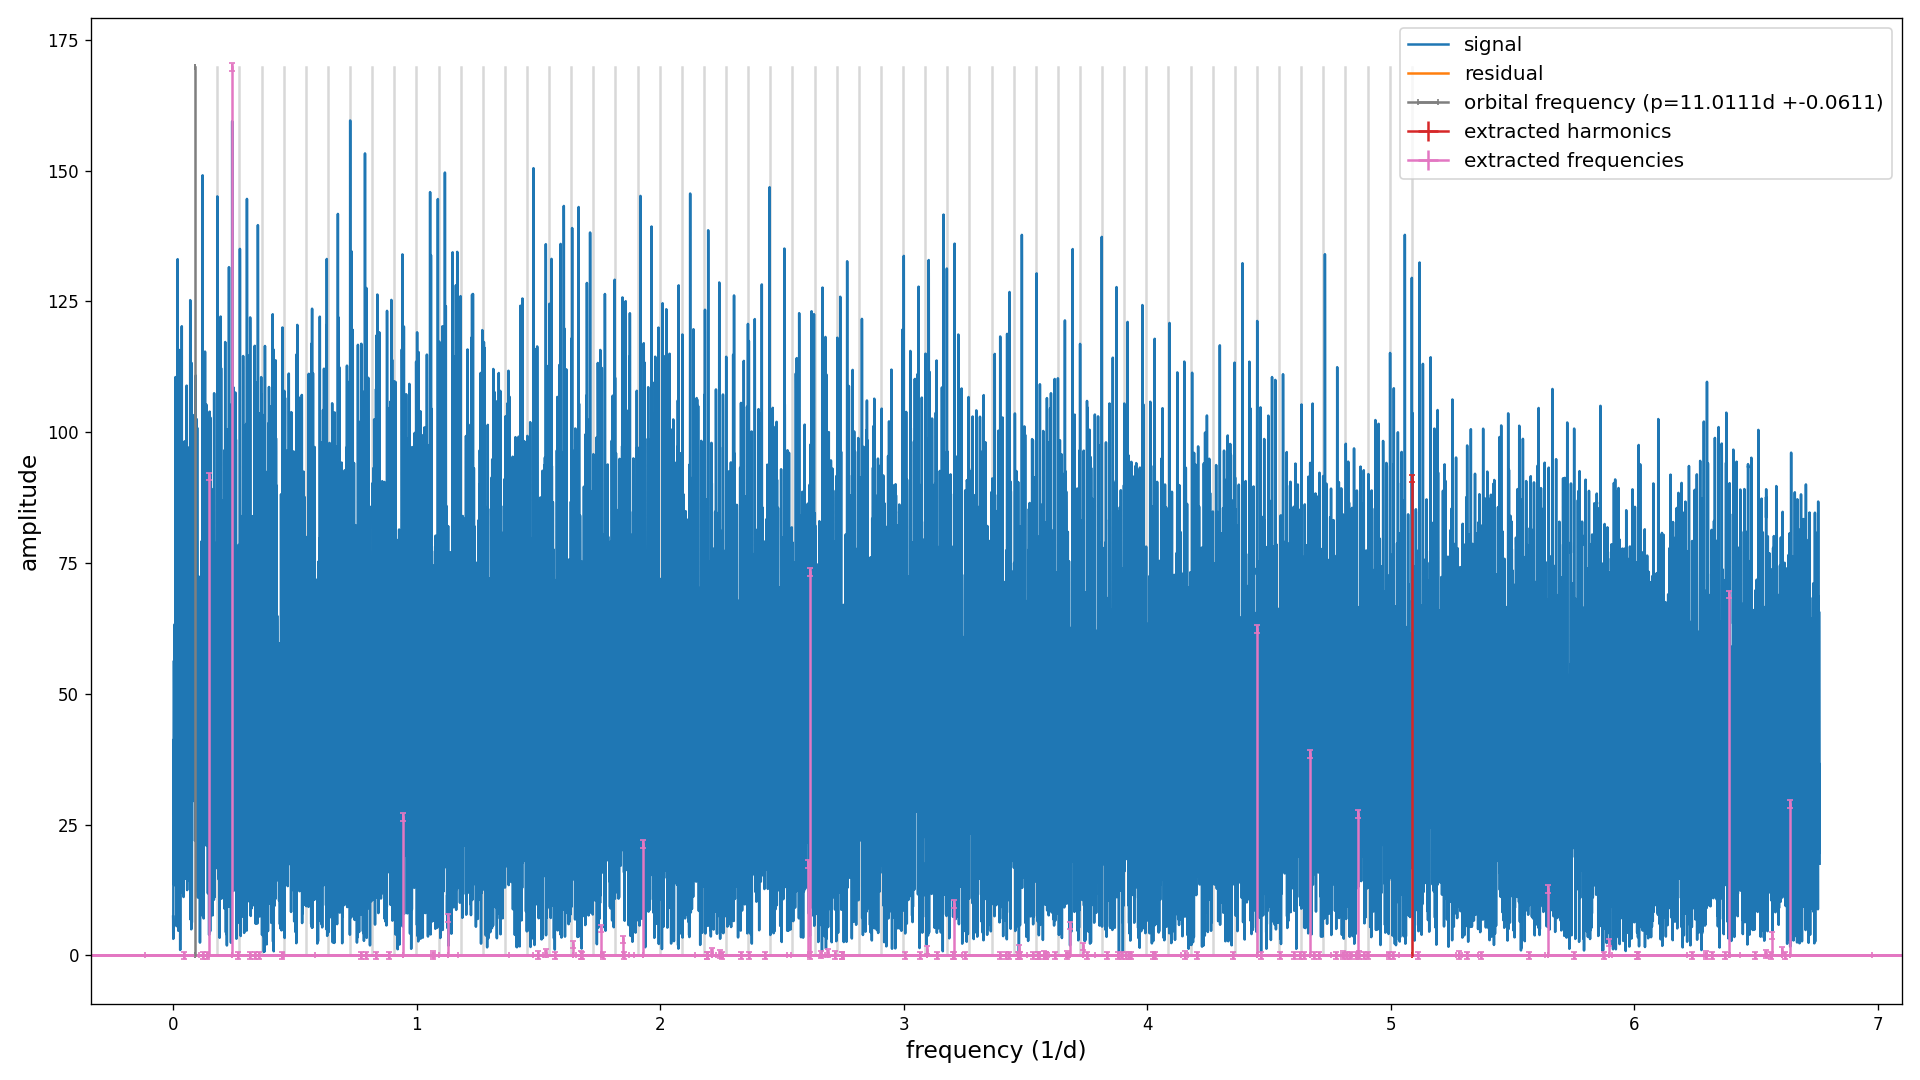 175
150
125
100
75
50
25
0
amplitude
signal
residual
orbital frequency (p=11.0111d +-0.0611)
extracted harmonics
extracted frequencies
0 1 2 3 4 5 6 7
frequency (1/d)